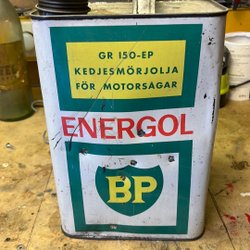 GR 150-EP
KEDJESMÖRJOLJA
FÖR MOTORSÅGAR
ENERGOL
BP